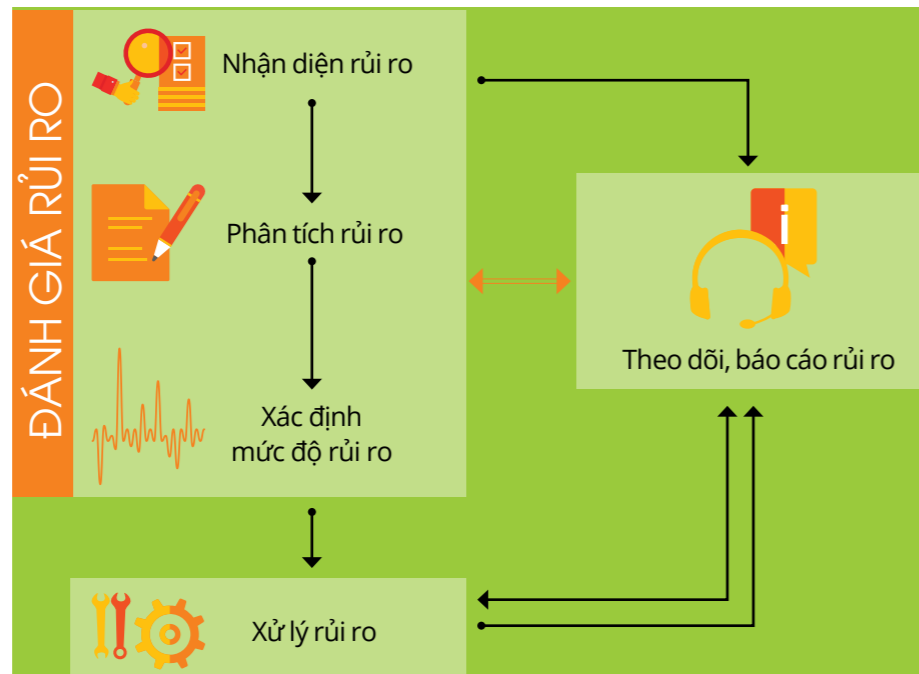 ĐÁNH GIÁ RỦI RO
Nhận diện rủi ro
Phân tích rủi ro
Xác định
mức độ rủi ro
i
Theo dõi, báo cáo rủi ro
Xử lý rủi ro